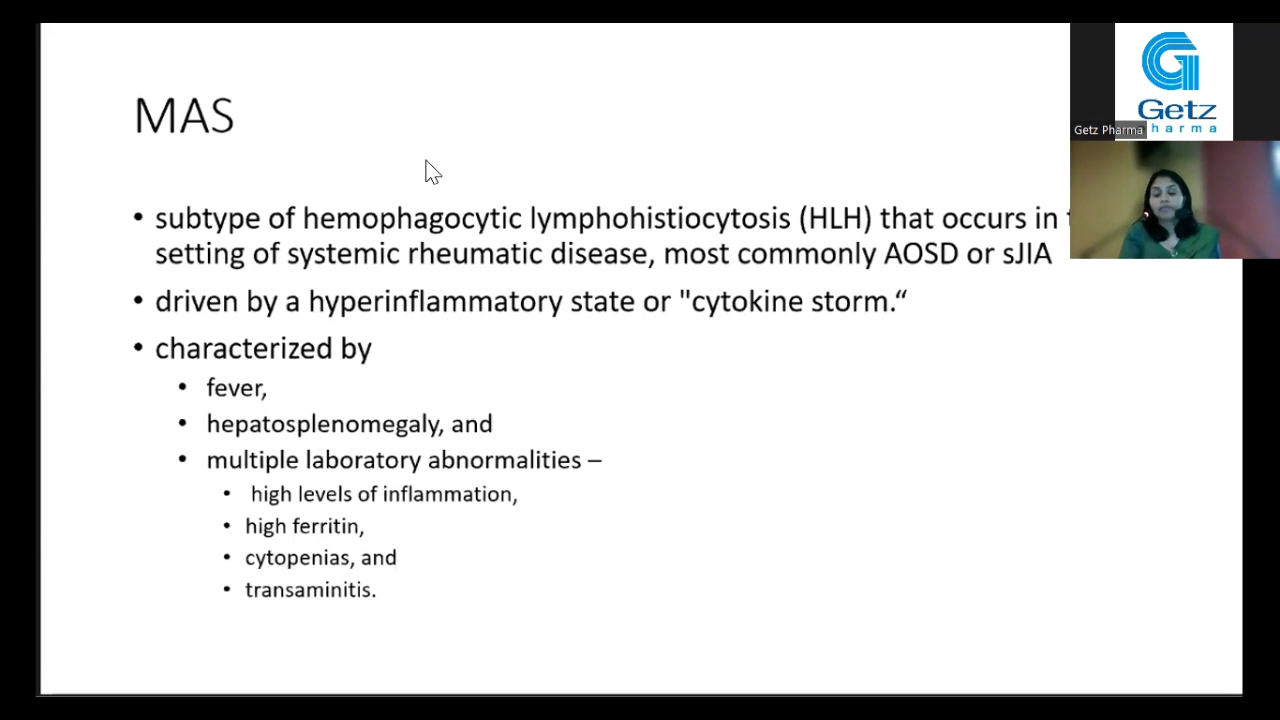 MAS
• subtype of hemophagocytic lymphohistiocytosis (HLH) that occurs in
setting of systemic rheumatic disease, most commonly AOSD or sJIA
• driven by a hyperinflammatory state or "cytokine storm.“
• characterized by
• fever,
• hepatosplenomegaly, and
• multiple laboratory abnormalities –
• high levels of inflammation,
• high ferritin,
• cytopenias, and
• transaminitis.
Getz
Getz Pharma
harma